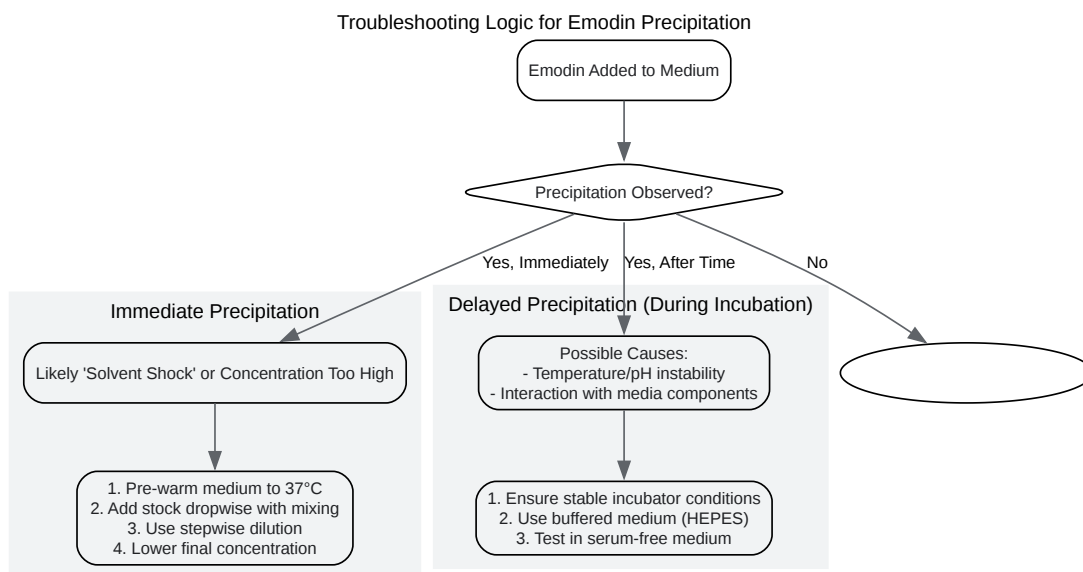 Troubleshooting Logic for Emodin Precipitation
Emodin Added to Medium
Precipitation Observed?
Yes, Immediately
Yes, After Time
No
Immediate Precipitation
Likely 'Solvent Shock' or Concentration Too High
1. Pre-warm medium to 37°C
2. Add stock dropwise with mixing
3. Use stepwise dilution
4. Lower final concentration
Delayed Precipitation (During Incubation)
Possible Causes:
- Temperature/pH instability
- Interaction with media components
1. Ensure stable incubator conditions
2. Use buffered medium (HEPES)
3. Test in serum-free medium